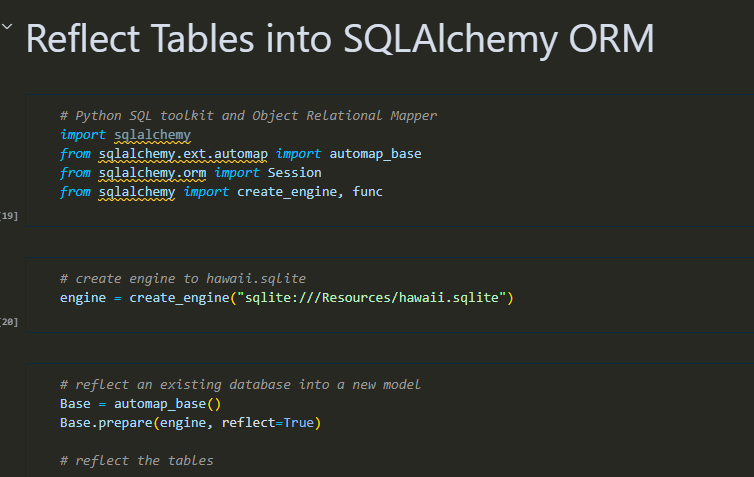 Reflect Tables into SQLAlchemy ORM
# Python SQL toolkit and Object Relational Mapper
import sqlalchemy
from sqlalchemy.ext.automap import automap_base
from sqlalchemy.orm import Session
from sqlalchemy import create_engine, func
[19]
# create engine to hawaii.sqlite
engine = create_engine("sqlite:///Resources/hawaii.sqlite")
[20]
# reflect an existing database into a new model
Base = automap_base()
Base.prepare(engine, reflect=True)
# reflect the tables